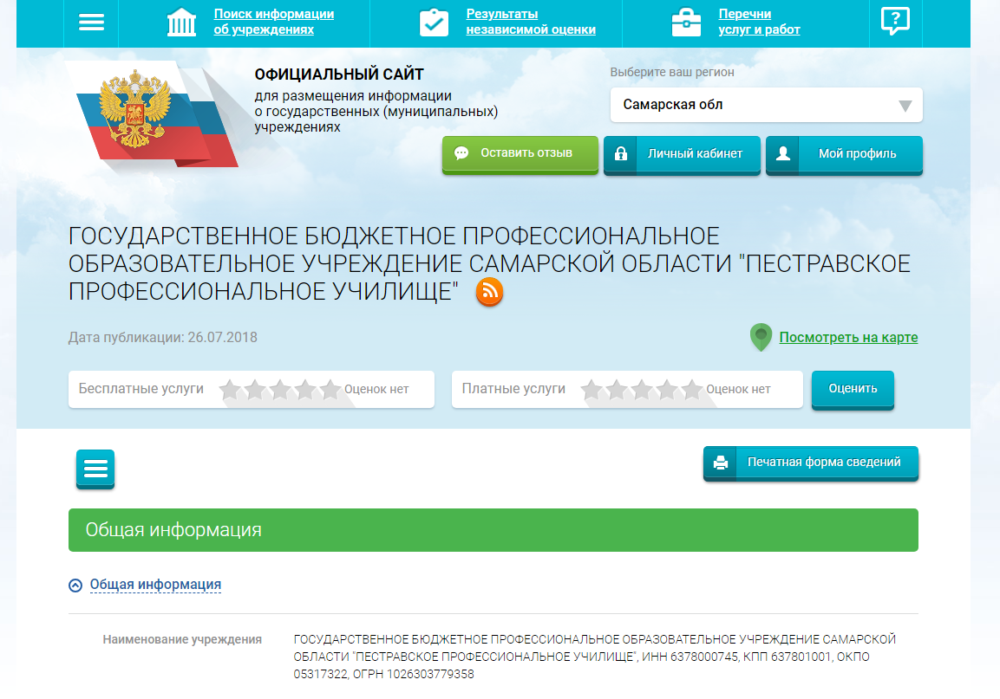 Поиск информации
об учреждениях
Результаты
независимой оценки
Перечни
услуг и работ
?
ОФИЦИАЛЬНЫЙ САЙТ
для размещения информации
о государственных (муниципальных)
учреждениях
Выберите ваш регион
Самарская обл
Оставить отзыв
Личный кабинет
Мой профиль
ГОСУДАРСТВЕННОЕ БЮДЖЕТНОЕ ПРОФЕССИОНАЛЬНОЕ
ОБРАЗОВАТЕЛЬНОЕ УЧРЕЖДЕНИЕ САМАРСКОЙ ОБЛАСТИ "ПЕСТРАВСКОЕ
ПРОФЕССИОНАЛЬНОЕ УЧИЛИЩЕ"
Дата публикации: 26.07.2018
Посмотреть на карте
Бесплатные услуги
Оценок нет
Платные услуги
Оценок нет
Оценить
Печатная форма сведений
Общая информация
Общая информация
Наименование учреждения
ГОСУДАРСТВЕННОЕ БЮДЖЕТНОЕ ПРОФЕССИОНАЛЬНОЕ ОБРАЗОВАТЕЛЬНОЕ УЧРЕЖДЕНИЕ САМАРСКОЙ
ОБЛАСТИ "ПЕСТРАВСКОЕ ПРОФЕССИОНАЛЬНОЕ УЧИЛИЩЕ", ИНН 6378000745, КПП 637801001, ОКПО
05317322, ОГРН 1026303779358